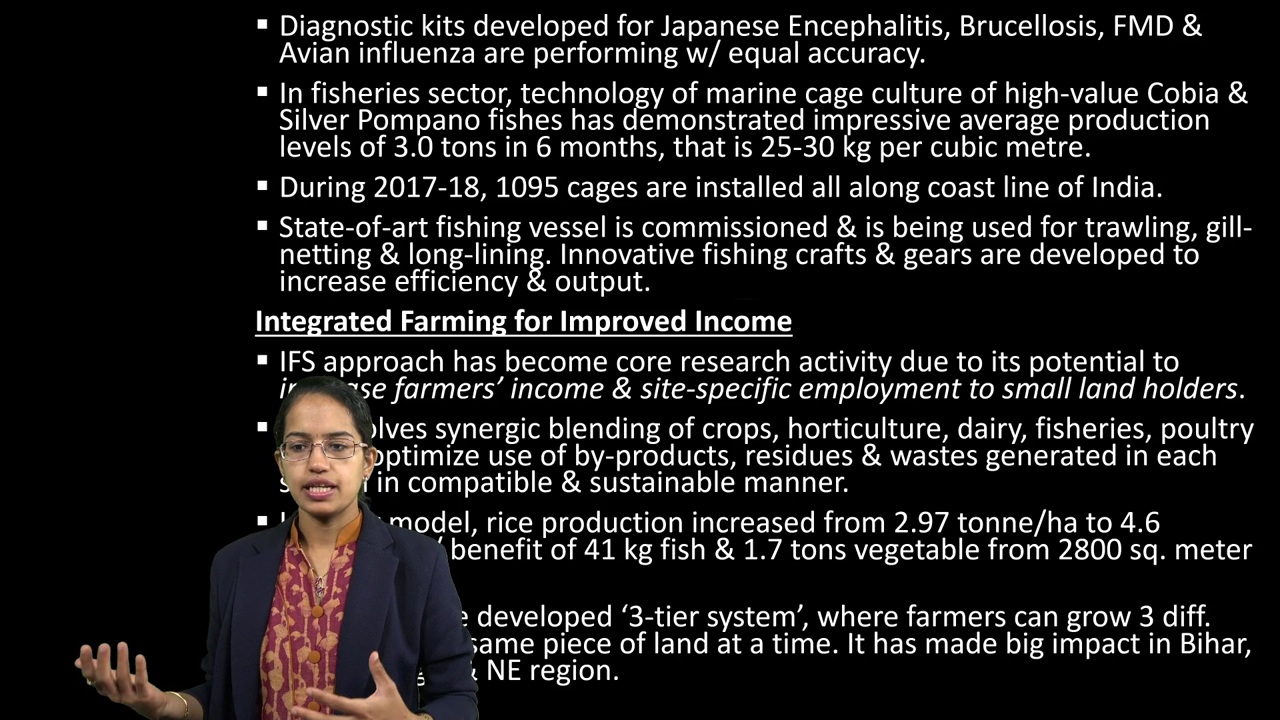 ▪ Diagnostic kits developed for Japanese Encephalitis, Brucellosis, FMD &
Avian influenza are performing w/ equal accuracy.
▪ In fisheries sector, technology of marine cage culture of high-value Cobia &
Silver Pompano fishes has demonstrated impressive average production
levels of 3.0 tons in 6 months, that is 25-30 kg per cubic metre.
▪ During 2017-18, 1095 cages are installed all along coast line of India.
▪ State-of-art fishing vessel is commissioned & is being used for trawling, gill-
netting & long-lining. Innovative fishing crafts & gears are developed to
increase efficiency & output.
Integrated Farming for Improved Income
▪ IFS approach has become core research activity due to its potential to
farmers' income & site-specific employment to small land holders.
▪ synergic blending of crops, horticulture, dairy, fisheries, poultry
optimize use of by-products, residues & wastes generated in each
in compatible & sustainable manner.
▪ model, rice production increased from 2.97 tonne/ha to 4.6
benefit of 41 kg fish & 1.7 tons vegetable from 2800 sq. meter
developed '3-tier system', where farmers can grow 3 diff.
same piece of land at a time. It has made big impact in Bihar,
& NE region.